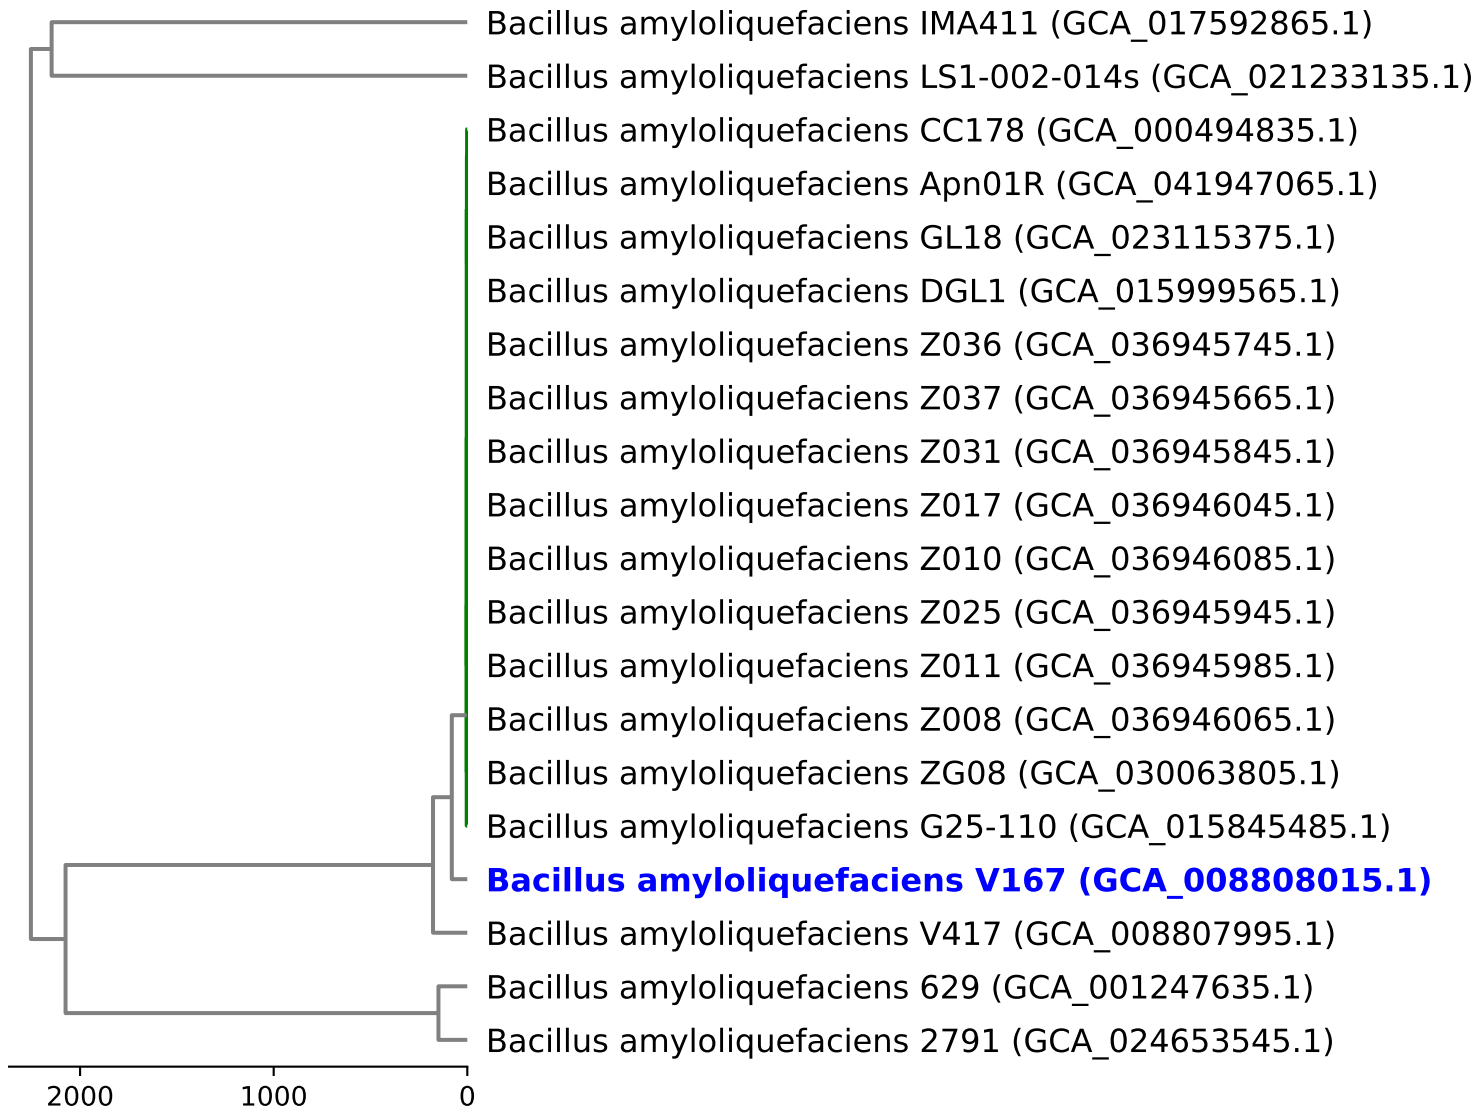 Bacillus amyloliquefaciens IMA411 (GCA_017592865.1)
Bacillus amyloliquefaciens LS1-002-014s (GCA_021233135.1)
Bacillus amyloliquefaciens CC178 (GCA_000494835.1)
Bacillus amyloliquefaciens Apn01R (GCA_041947065.1)
Bacillus amyloliquefaciens GL18 (GCA_023115375.1)
Bacillus amyloliquefaciens DGL1 (GCA_015999565.1)
Bacillus amyloliquefaciens Z036 (GCA_036945745.1)
Bacillus amyloliquefaciens Z037 (GCA_036945665.1)
Bacillus amyloliquefaciens Z031 (GCA_036945845.1)
Bacillus amyloliquefaciens Z017 (GCA_036946045.1)
Bacillus amyloliquefaciens Z010 (GCA_036946085.1)
Bacillus amyloliquefaciens Z025 (GCA_036945945.1)
Bacillus amyloliquefaciens Z011 (GCA_036945985.1)
Bacillus amyloliquefaciens Z008 (GCA_036946065.1)
Bacillus amyloliquefaciens ZG08 (GCA_030063805.1)
Bacillus amyloliquefaciens G25-110 (GCA_015845485.1)
Bacillus amyloliquefaciens V167 (GCA_008808015.1)
Bacillus amyloliquefaciens V417 (GCA_008807995.1)
Bacillus amyloliquefaciens 629 (GCA_001247635.1)
Bacillus amyloliquefaciens 2791 (GCA_024653545.1)
2000 1000 0